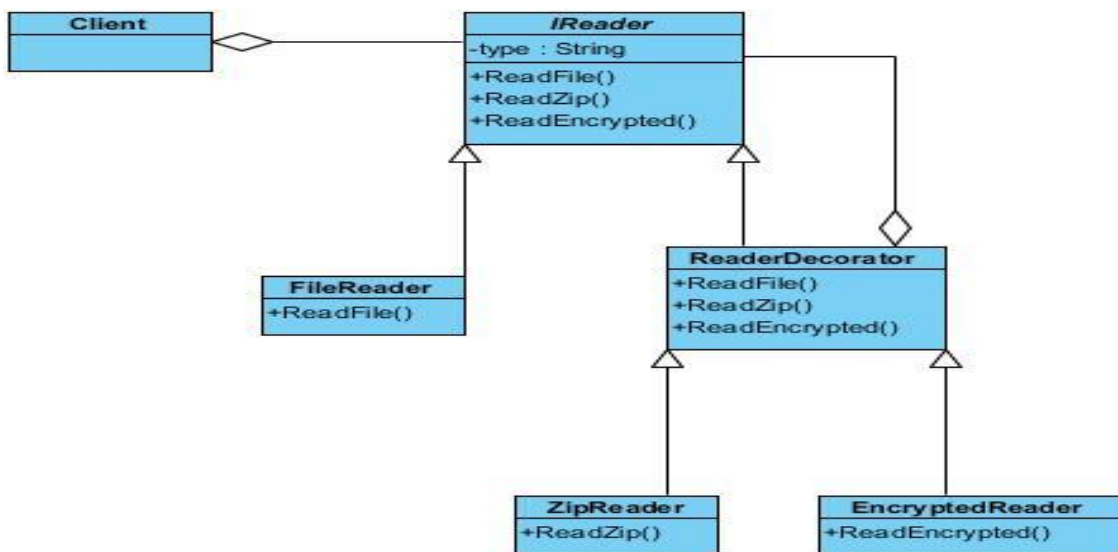 Client
IReader
-type : String
+ReadFile()
+ReadZip()
+ReadEncrypted()
FileReader
+ReadFile()
ReaderDecorator
+ReadFile()
+ReadZip()
+ReadEncrypted()
ZipReader
+ReadZip()
EncryptedReader
+ReadEncrypted()